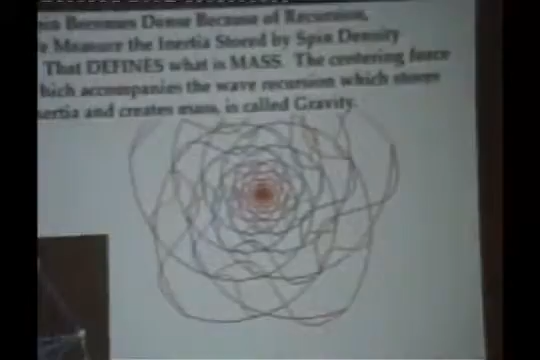 Becomes Dense Because of Recursion,
Measure the Inertia Stored by Spin Density
That DEFINES what is MASS. The centering force
which accompanies the wave recursion which stores
inertia and creates mass, is called Gravity.